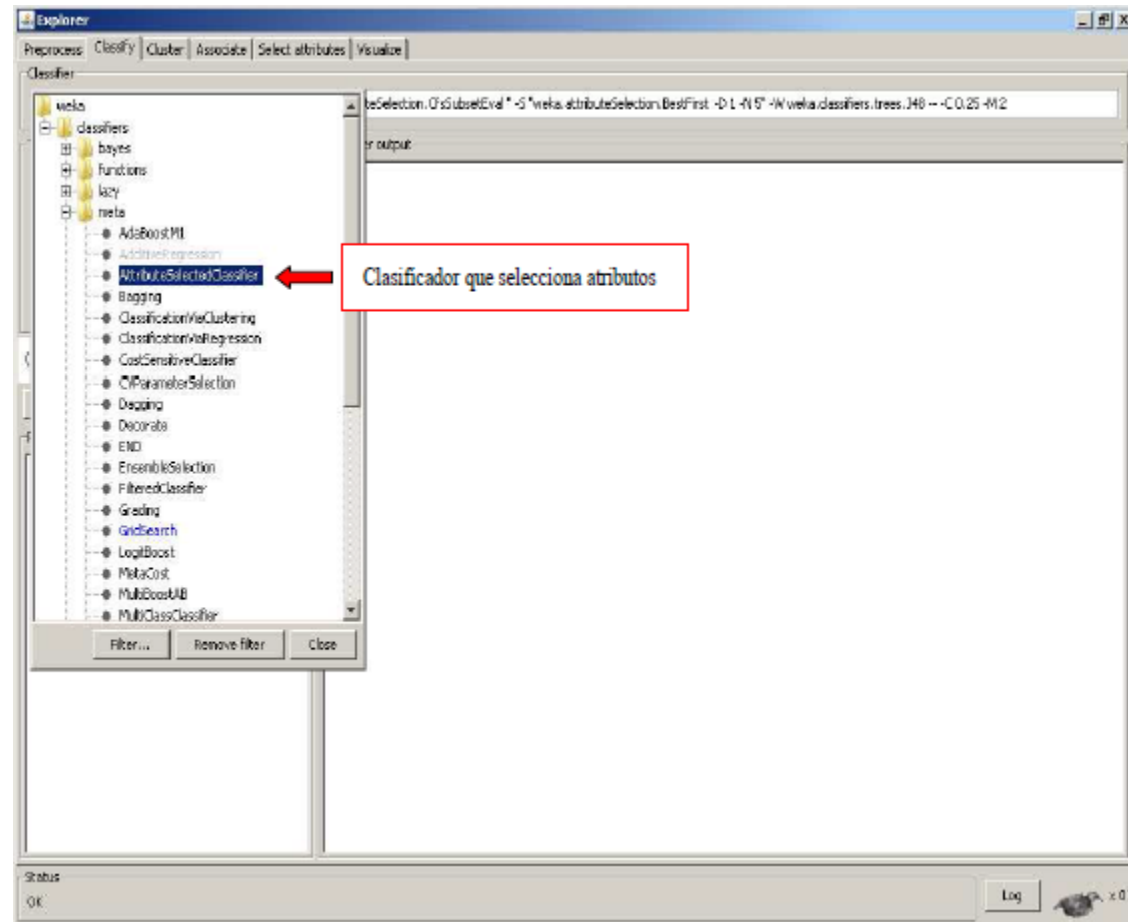 Explorer
Preprocess Classify Cluster Associate Select attributes Visualize
Classifier
teSelection.CfsSubsetEval " -S "weka.attributeSelection.BestFirst -D 1 -N 5" -W weka.classifiers.trees.J48 -- -C 0.25 -M 2
weka
classifiers
bayes
functions
lazy
meta
AdaBoostM1
AdditiveRegression
AttributeSelectedClassifier
Bagging
ClassificationViaClustering
ClassificationViaRegression
CostSensitiveClassifier
CVParameterSelection
Dagging
Decorate
END
EnsembleSelection
FilteredClassifier
Grading
GridSearch
LogitBoost
MetaCost
MultiBoostAB
MultiClassClassifier
Filter... Remove filter Close
er output
Clasificador que selecciona atributos
Status
OK
Log x 0